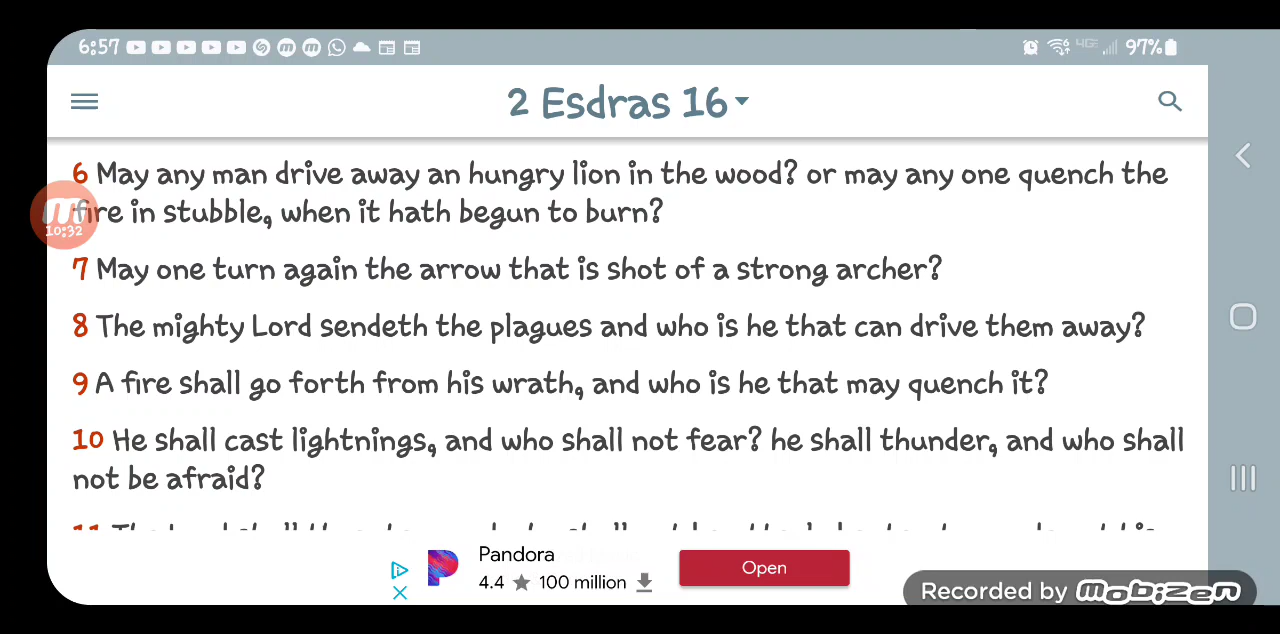 6:57 97%
2 Esdras 16
6 May any man drive away an hungry lion in the wood? or may any one quench the
fire in stubble, when it hath begun to burn?
10:32
7 May one turn again the arrow that is shot of a strong archer?
8 The mighty Lord sendeth the plagues and who is he that can drive them away?
9 A fire shall go forth from his wrath, and who is he that may quench it?
10 He shall cast lightnings, and who shall not fear? he shall thunder, and who shall
not be afraid?
Pandora
4.4 ★ 100 million
Open
Recorded by mobizen